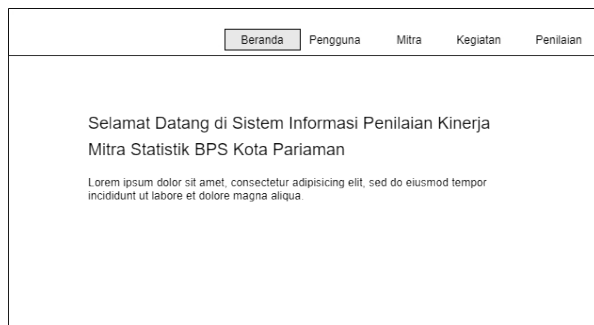 Beranda Pengguna Mitra Kegiatan Penilaian
Selamat Datang di Sistem Informasi Penilaian Kinerja
Mitra Statistik BPS Kota Pariaman
Lorem ipsum dolor sit amet, consectetur adipisicing elit, sed do eiusmod tempor
incididunt ut labore et dolore magna aliqua.